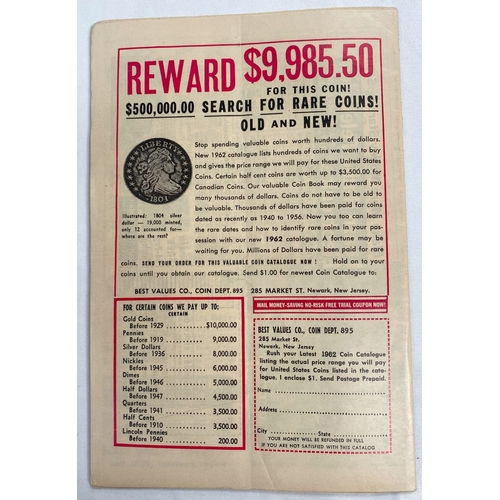 REWARD $9,985.50
FOR THIS COIN!
$500,000.00 SEARCH FOR RARE COINS!
OLD AND NEW!
LIBERTY
1804
Illustrated: 1804 silver
dollar — 19,000 minted,
only 12 accounted for—
where are the rest?
Stop spending valuable coins worth hundreds of dollars.
New 1962 catalogue lists hundreds of coins we want to buy
and gives the price range we will pay for these United States
Coins. Certain half cent coins are worth up to $3,500.00 for
Canadian Coins. Our valuable Coin Book may reward you
many thousands of dollars. Coins do not have to be old to
be valuable. Thousands of dollars have been paid for coins
dated as recently as 1940 to 1956. Now you too can learn
the rare dates and how to identify rare coins in your pos-
session with our new 1962 catalogue. A fortune may be
waiting for you. Millions of Dollars have been paid for rare
coins. SEND YOUR ORDER FOR THIS VALUABLE COIN CATALOGUE NOW! Hold on to your
coins until you obtain our catalogue. Send $1.00 for newest Coin Catalogue to:
BEST VALUES CO., COIN DEPT. 895 285 MARKET ST. Newark, New Jersey.
FOR CERTAIN COINS WE PAY UP TO:
CERTAIN
Gold Coins
Before 1929 .......... $10,000.00
Pennies
Before 1919 .......... 9,000.00
Silver Dollars
Before 1936 .......... 8,000.00
Nickles
Before 1945 .......... 6,000.00
Dimes
Before 1946 .......... 5,000.00
Half Dollars
Before 1947 .......... 4,500.00
Quarters
Before 1941 .......... 3,500.00
Half Cents
Before 1910 .......... 3,500.00
Lincoln Pennies
Before 1940 .......... 200.00
MAIL MONEY-SAVING NO-RISK FREE TRIAL COUPON NOW!
BEST VALUES CO., COIN DEPT. 895
285 Market St.
Newark, New Jersey
Rush your Latest 1962 Coin Catalogue
listing the actual price range you will pay
for United States Coins listed in the cata-
logue. I enclose $1. Send Postage Prepaid.
Name
Address
City State
YOUR MONEY WILL BE REFUNDED IN FULL
IF YOU ARE NOT SATISFIED WITH THIS CATALOG